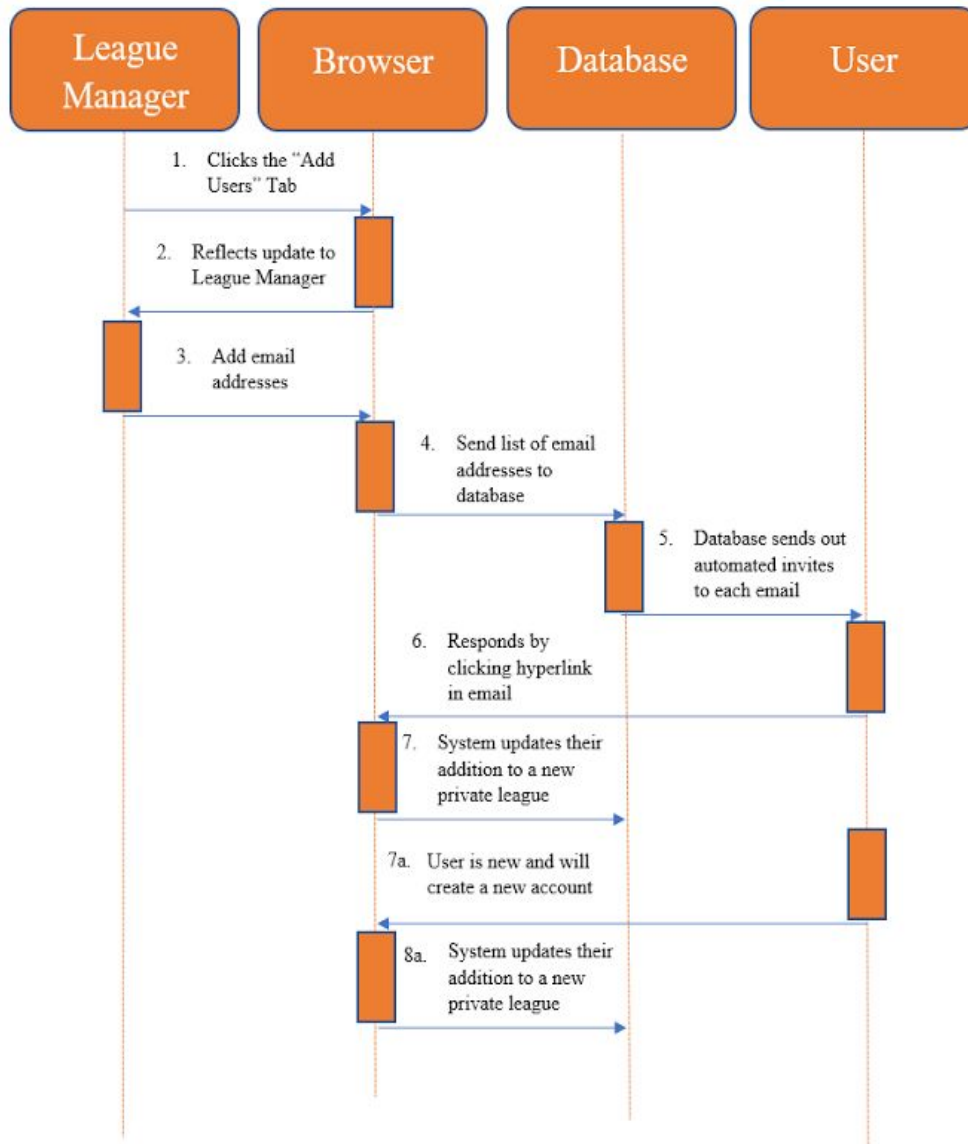 League
Manager
Browser
Database
User
1. Clicks the “Add
Users” Tab
2. Reflects update to
League Manager
3. Add email
addresses
4. Send list of email
addresses to
database
5. Database sends out
automated invites
to each email
6. Responds by
clicking hyperlink
in email
7. System updates their
addition to a new
private league
7a. User is new and will
create a new account
8a. System updates their
addition to a new
private league